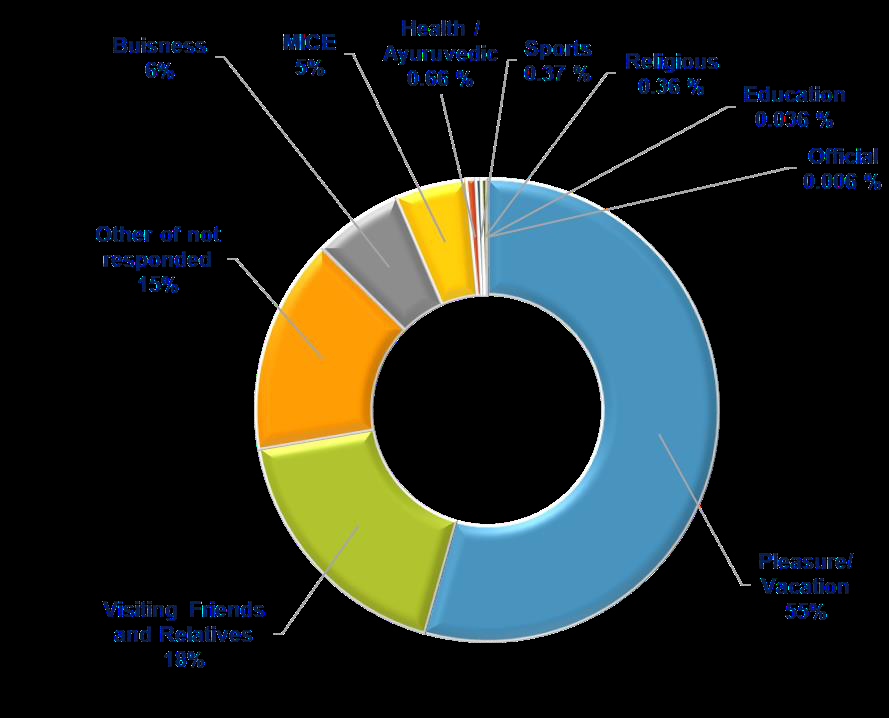 Buisness
6%
MICE
5%
Health /
Ayuruvedic
0.66 %
Sports
0.37 %
Religious
0.36 %
Education
0.036 %
Official
0.006 %
Other of not
responded
15%
Visiting Friends
and Relatives
18%
Pleasure/
Vacation
55%